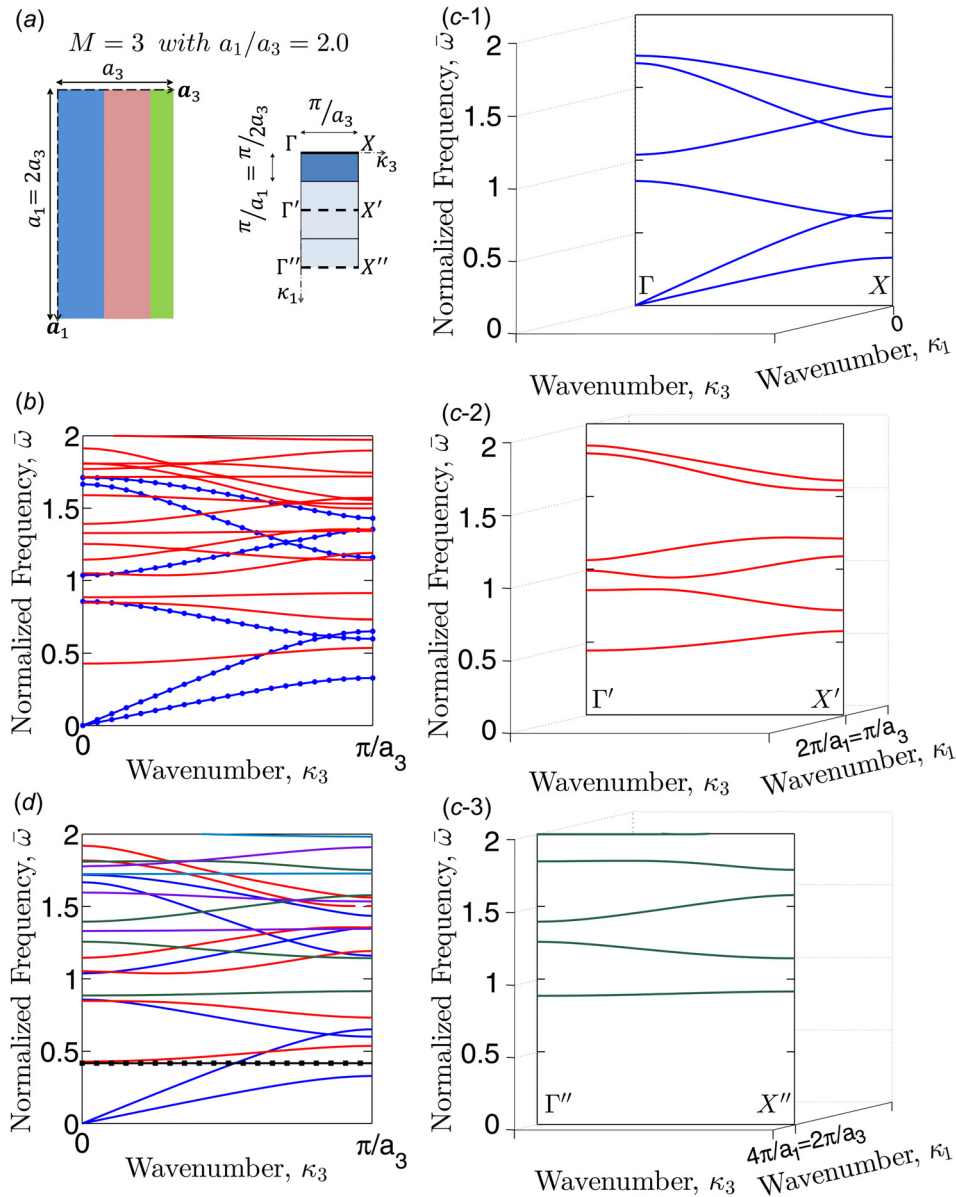 (a)
M = 3 with a₁/a₃ = 2.0
a₃
a₃
a₁ = 2a₃
a₁
π/a₃
Γ X
κ₃
π/a₁ = π/2a₃
Γ′ X′
Γ′′ X′′
κ₁
(c-1)
Normalized Frequency, ω̄
2
1.5
1
0.5
0
Γ X
0
Wavenumber, κ₃
Wavenumber, κ₁
(b)
Normalized Frequency, ω̄
2
1.5
1
0.5
0
0 π/a₃
Wavenumber, κ₃
(c-2)
Normalized Frequency, ω̄
2
1.5
1
0.5
0
Γ′ X′
2π/a₁=π/a₃
Wavenumber, κ₃
Wavenumber, κ₁
(d)
Normalized Frequency, ω̄
2
1.5
1
0.5
0
0 π/a₃
Wavenumber, κ₃
(c-3)
Normalized Frequency, ω̄
2
1.5
1
0.5
0
Γ′′ X′′
4π/a₁=2π/a₃
Wavenumber, κ₃
Wavenumber, κ₁